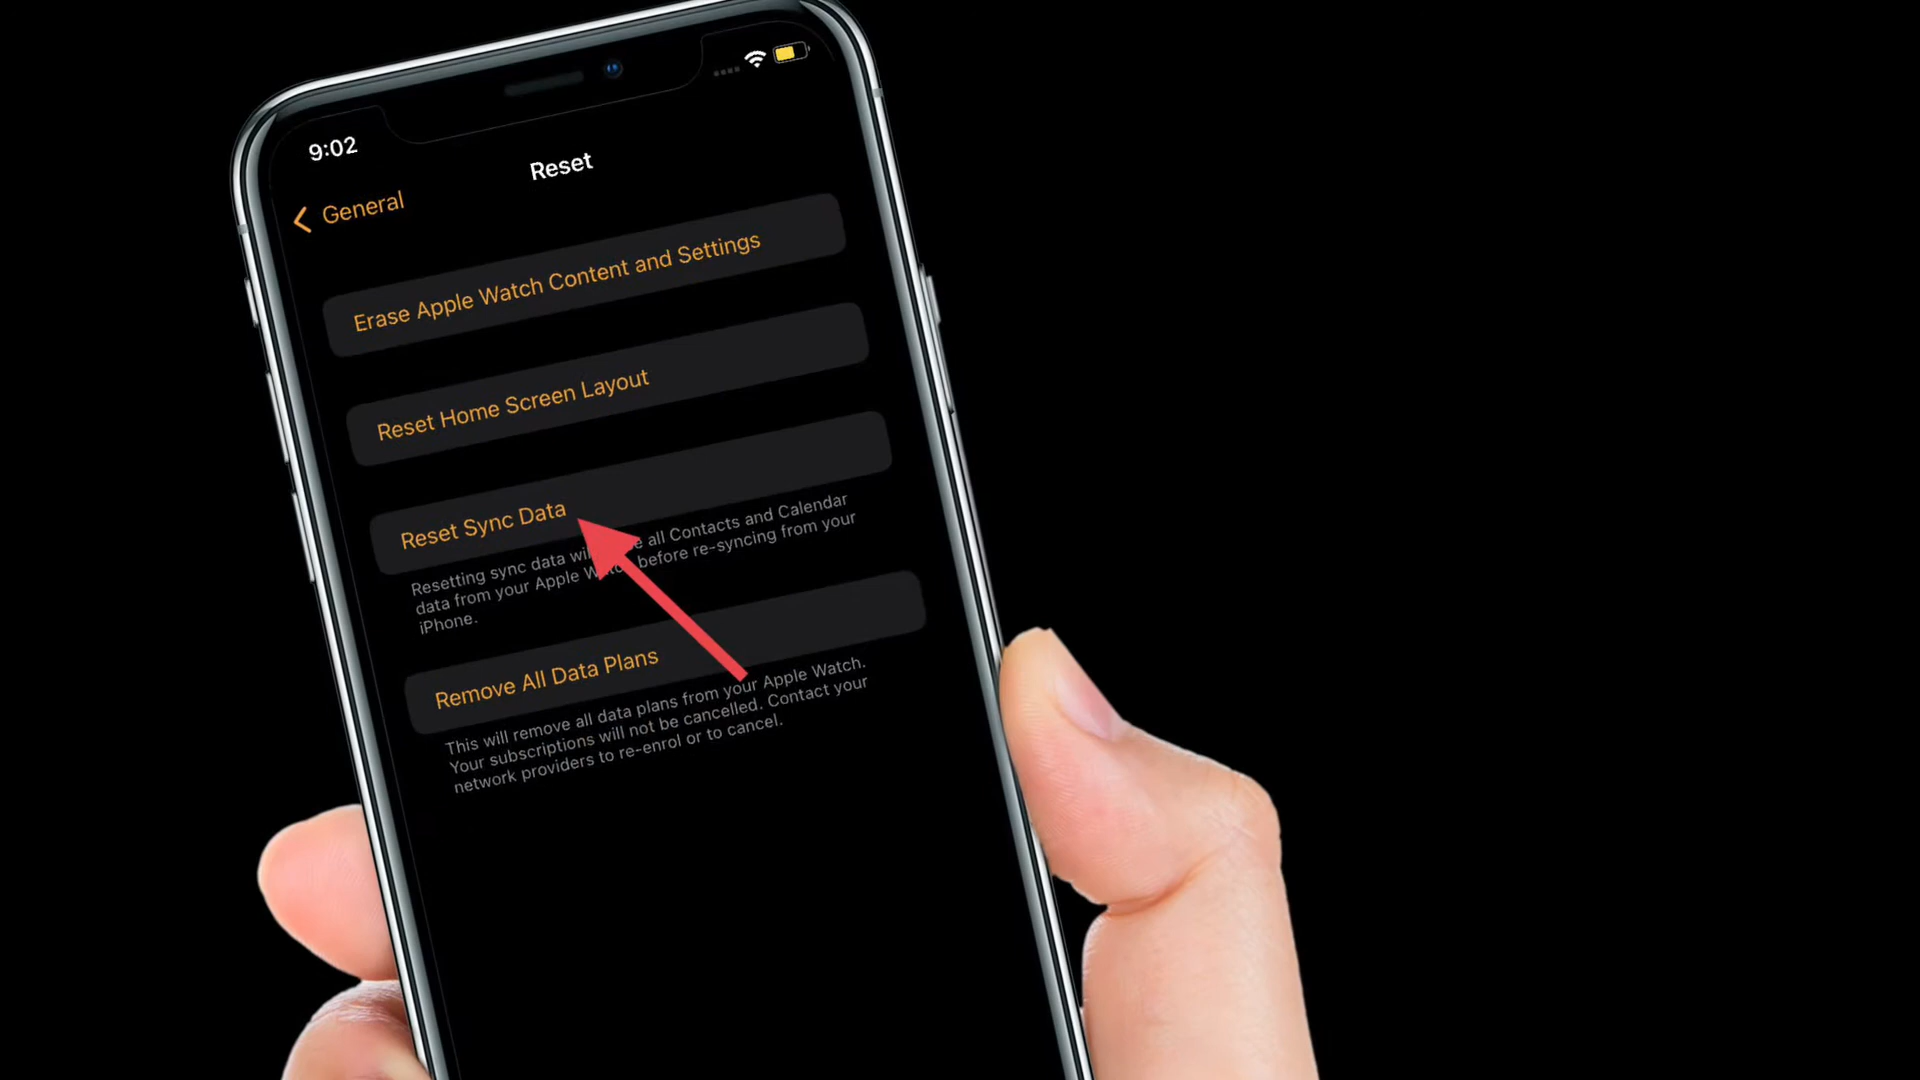 9:02
Reset
General
Erase Apple Watch Content and Settings
Reset Home Screen Layout
Reset Sync Data
Resetting sync data all Contacts and Calendar
data from your Apple before re-syncing from your
iPhone.
Remove All Data Plans
This will remove all data plans from your Apple Watch.
Your subscriptions will not be cancelled. Contact your
network providers to re-enrol or to cancel.